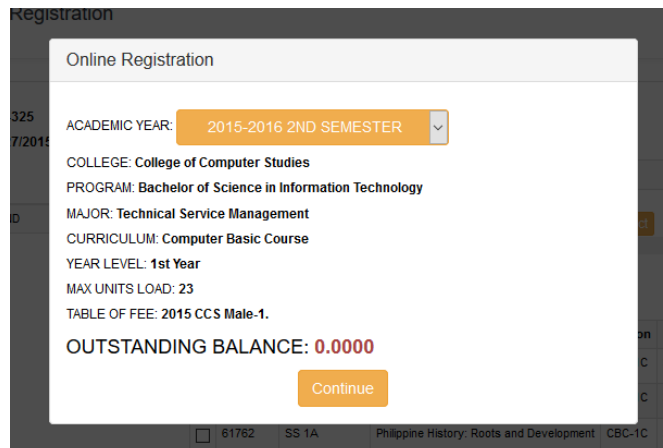 Registration
Online Registration
325
7/2015
ACADEMIC YEAR: 2015-2016 2ND SEMESTER
COLLEGE: College of Computer Studies
PROGRAM: Bachelor of Science in Information Technology
MAJOR: Technical Service Management
CURRICULUM: Computer Basic Course
YEAR LEVEL: 1st Year
MAX UNITS LOAD: 23
TABLE OF FEE: 2015 CCS Male-1.
OUTSTANDING BALANCE: 0.0000
Continue
ID
ct
on
C
C
61762 SS 1A Philippine History: Roots and Development CBC-1C